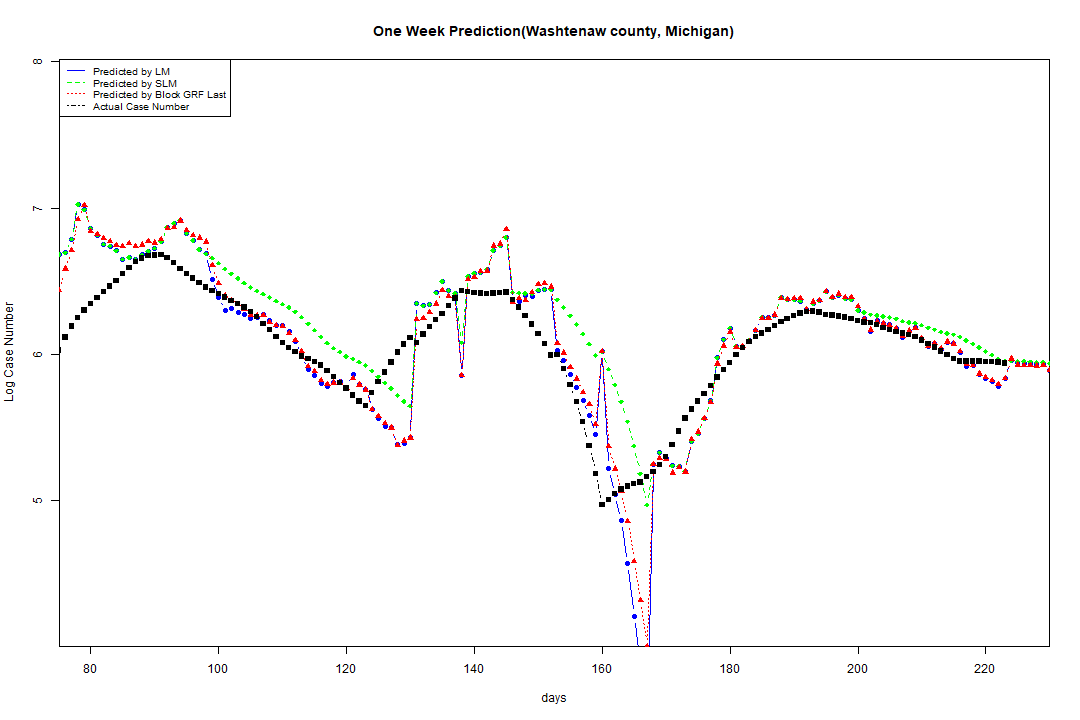 One Week Prediction(Washtenaw county, Michigan)
8
Predicted by LM
Predicted by SLM
Predicted by Block GRF Last
Actual Case Number
7
6
5
Log Case Number
80 100 120 140 160 180 200 220
days